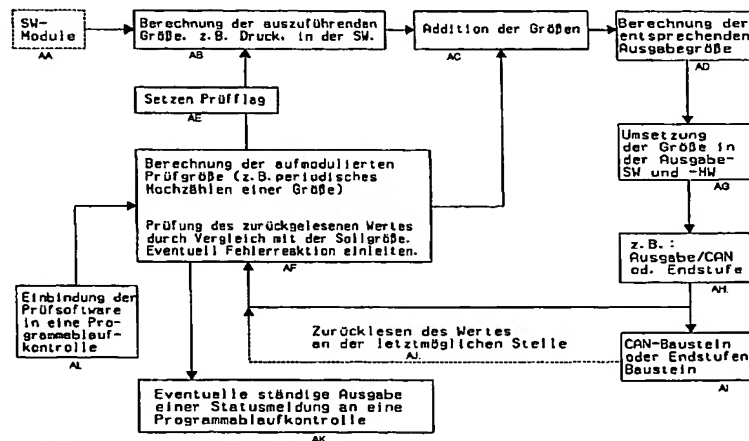 SW-
Module
AA
Berechnung der auszuführenden
Größe, z.B. Druck, in der SW.
AB
Addition der Größen
AC
Berechnung der
entsprechenden
Ausgabegröße
AD
Setzen Prüfflag
AE
Berechnung der aufmodulierten
Prüfgröße (z.B. periodisches
Hochzählen einer Größe)
Prüfung des zurückgelesenen Wertes
durch Vergleich mit der Sollgröße.
Eventuell Fehlerreaktion einleiten.
AF
Umsetzung
der Größe in
der Ausgabe-
SW und -HW
AG
z.B.:
Ausgabe/CAN
od. Endstufe
AH.
Einbindung der
Prüfsoftware
in eine Pro-
grammablauf-
kontrolle
AL
Zurücklesen des Wertes
an der letztmöglichen Stelle
AJ.
CAN-Baustein
oder Endstufen
Baustein
AI
Eventuelle ständige Ausgabe
einer Statusmeldung an eine
Programmablaufkontrolle
AK